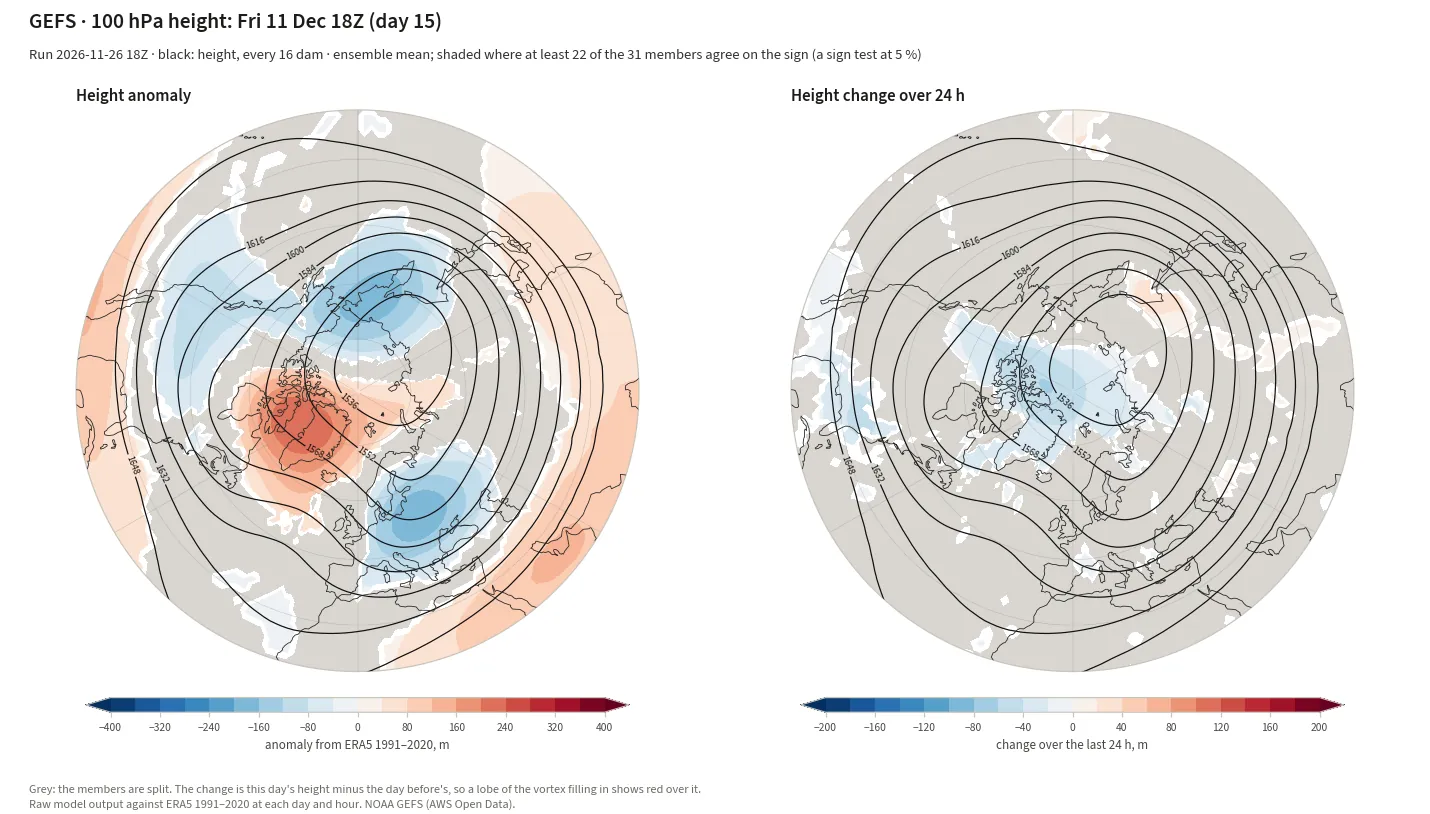 GEFS · 100 hPa height: Fri 11 Dec 18Z (day 15)
Run 2026-11-26 18Z · black: height, every 16 dam · ensemble mean; shaded where at least 22 of the 31 members agree on the sign (a sign test at 5 %)
Height anomaly
Height change over 24 h
1616
1600
1584
1536
1568
1552
1648
1632
1616
1600
1584
1536
1568
1552
1648
1632
−400 −320 −240 −160 −80 0 80 160 240 320 400
anomaly from ERA5 1991–2020, m
−200 −160 −120 −80 −40 0 40 80 120 160 200
change over the last 24 h, m
Grey: the members are split. The change is this day's height minus the day before's, so a lobe of the vortex filling in shows red over it.
Raw model output against ERA5 1991–2020 at each day and hour. NOAA GEFS (AWS Open Data).